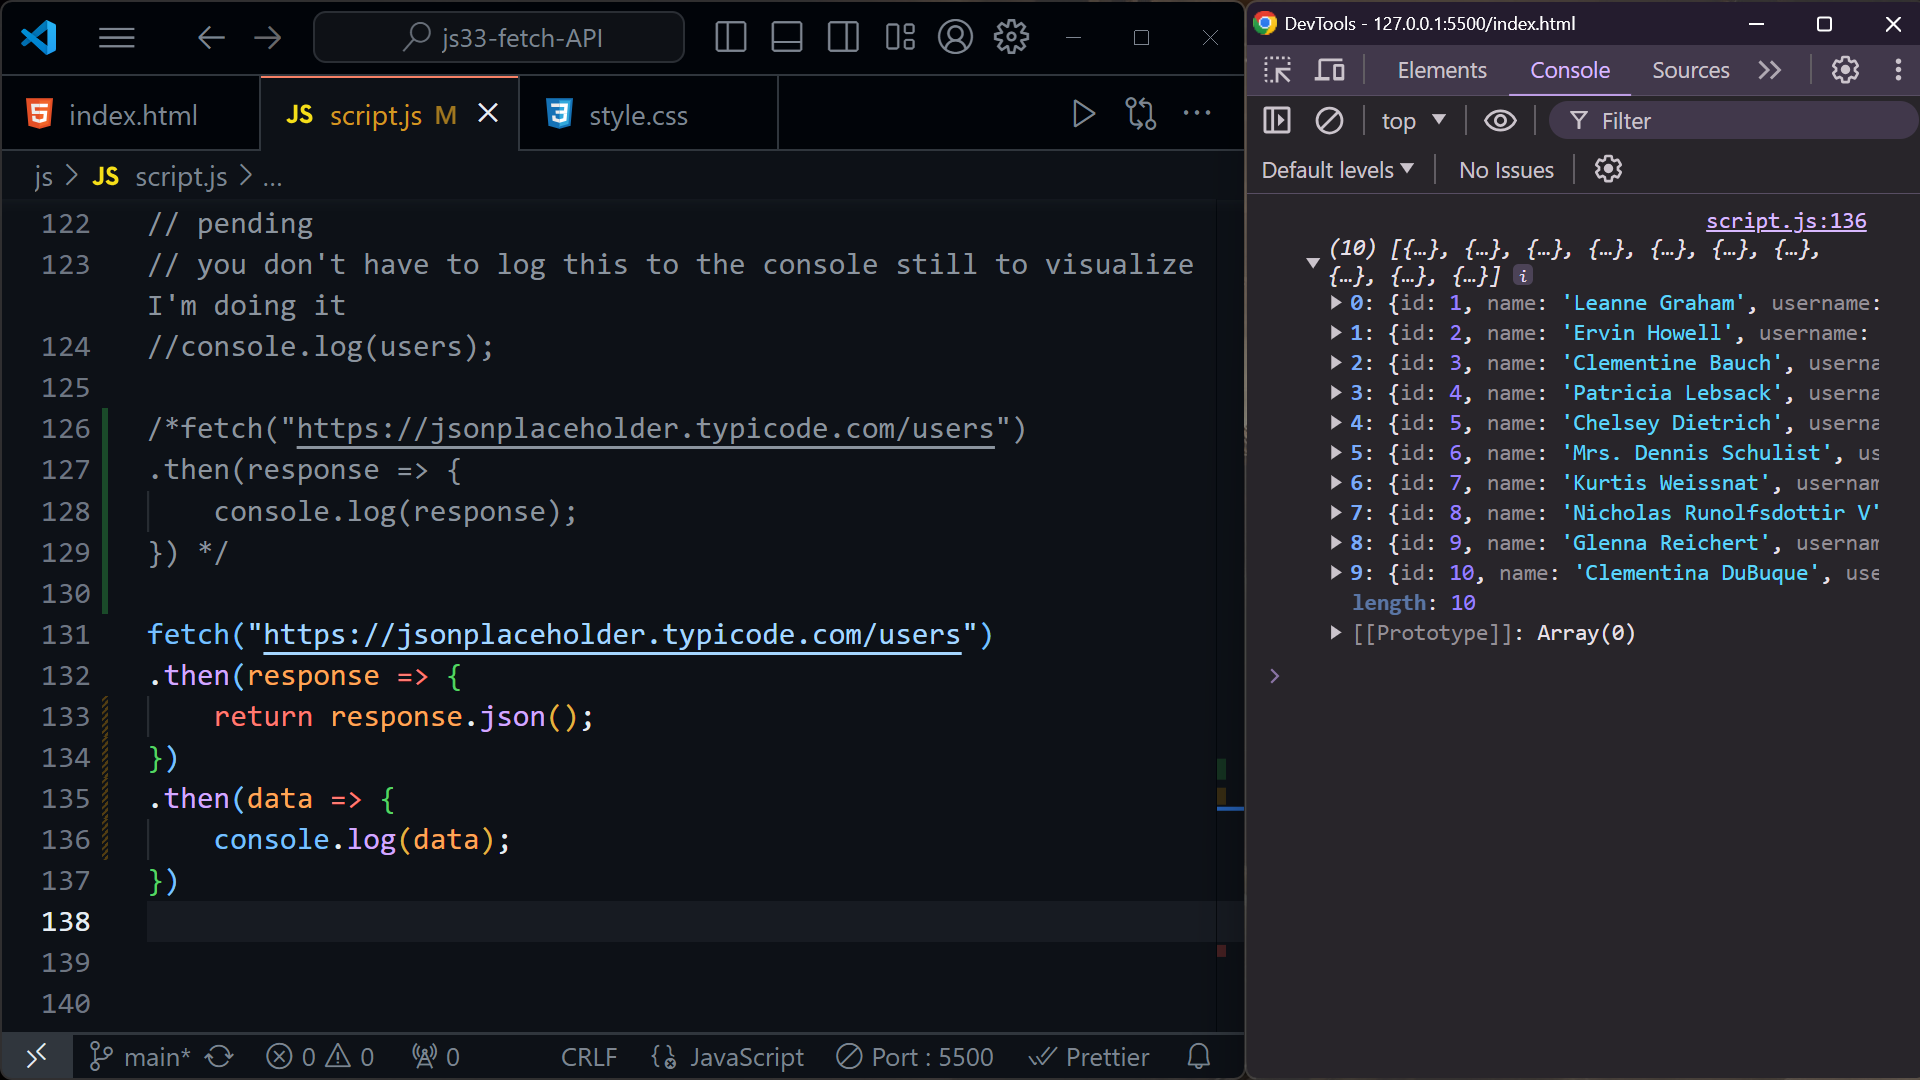 js33-fetch-API
index.html
JS script.js M
style.css
js > JS script.js > ...
122 // pending
123 // you don't have to log this to the console still to visualize
I'm doing it
124 //console.log(users);
125
126 /*fetch("https://jsonplaceholder.typicode.com/users")
127 .then(response => {
128 console.log(response);
129 }) */
130
131 fetch("https://jsonplaceholder.typicode.com/users")
132 .then(response => {
133 return response.json();
134 })
135 .then(data => {
136 console.log(data);
137 })
138
139
140
main* 0 0 0 CRLF JavaScript Port : 5500 Prettier
DevTools - 127.0.0.1:5500/index.html
Elements Console Sources
top Filter
Default levels No Issues
script.js:136
(10) [{…}, {…}, {…}, {…}, {…}, {…}, {…},
{…}, {…}, {…}] i
0: {id: 1, name: 'Leanne Graham', username:
1: {id: 2, name: 'Ervin Howell', username:
2: {id: 3, name: 'Clementine Bauch', userna
3: {id: 4, name: 'Patricia Lebsack', userna
4: {id: 5, name: 'Chelsey Dietrich', userna
5: {id: 6, name: 'Mrs. Dennis Schulist', us
6: {id: 7, name: 'Kurtis Weissnat', usernam
7: {id: 8, name: 'Nicholas Runolfsdottir V'
8: {id: 9, name: 'Glenna Reichert', usernam
9: {id: 10, name: 'Clementina DuBuque', use
length: 10
[[Prototype]]: Array(0)